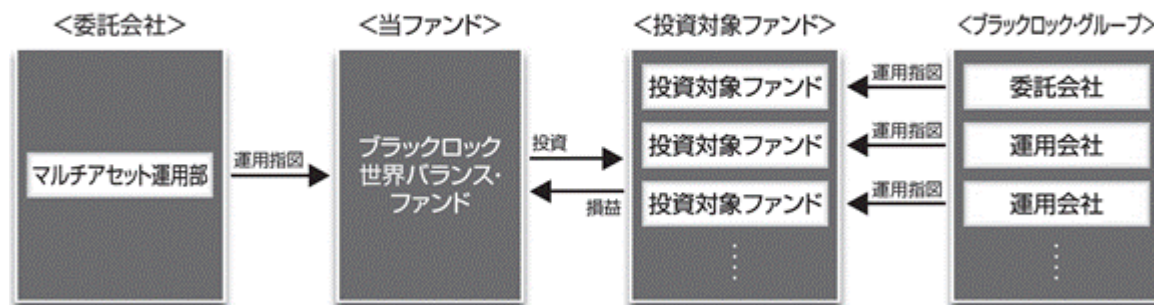 <委託会社>
<当ファンド>
<投資対象ファンド>
<ブラックロック・グループ>
マルチアセット運用部
運用指図
ブラックロック
世界バランス・
ファンド
投資
損益
投資対象ファンド
運用指図
委託会社
投資対象ファンド
運用指図
運用会社
投資対象ファンド
運用指図
運用会社